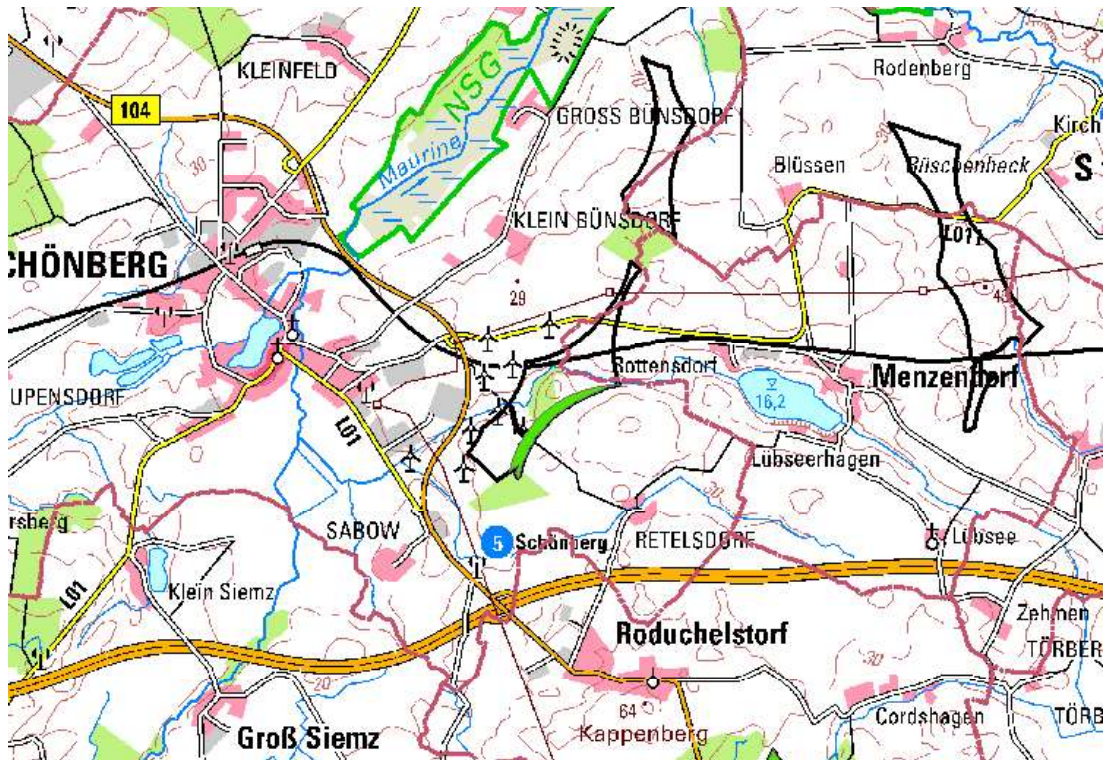 KLEINFELD
104
NSG
Maurine
GROSS BÜNSDORF
Rodenberg
Kirch
Blüssen
Büschenbeck
S
30
KLEIN BÜNSDORF
L011
CHÖNBERG
29
UPENSDORF
L01
Rottensdorf
16,2
Menzendorf
Lübseerhagen
rsberg
SABOW
5
Schönberg
RETELSDORF
Lübsee
L01
Klein Siemz
Zehmen
Roduchelstorf
TÖRBER
30
20
64
Kappenberg
Cordshagen
TÖRB
Groß Siemz